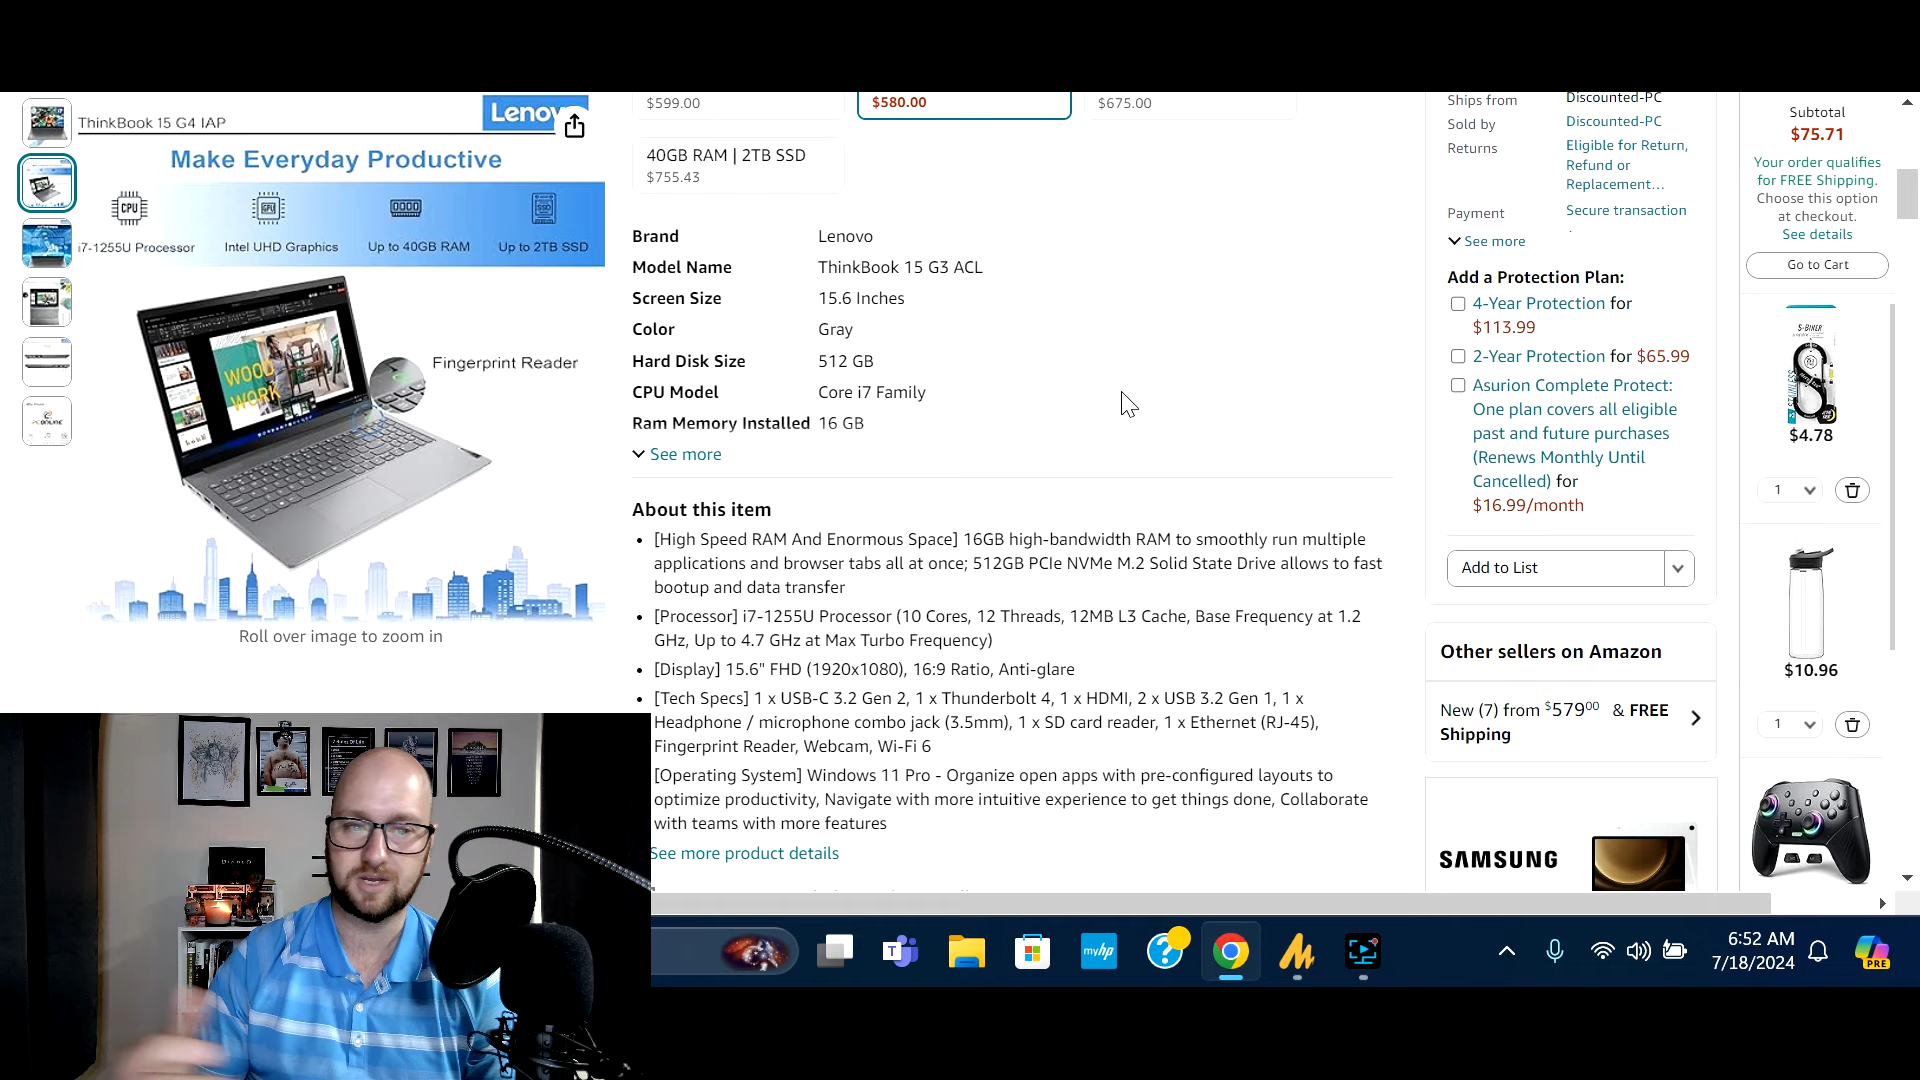 ThinkBook 15 G4 IAP
Lenov
Make Everyday Productive
CPU
GPU
i7-1255U Processor
Intel UHD Graphics
Up to 40GB RAM
Up to 2TB SSD
WOOD
WORK
Fingerprint Reader
Roll over image to zoom in
$599.00
$580.00
$675.00
40GB RAM | 2TB SSD
$755.43
Brand Lenovo
Model Name ThinkBook 15 G3 ACL
Screen Size 15.6 Inches
Color Gray
Hard Disk Size 512 GB
CPU Model Core i7 Family
Ram Memory Installed 16 GB
See more
About this item
[High Speed RAM And Enormous Space] 16GB high-bandwidth RAM to smoothly run multiple
applications and browser tabs all at once; 512GB PCIe NVMe M.2 Solid State Drive allows to fast
bootup and data transfer
[Processor] i7-1255U Processor (10 Cores, 12 Threads, 12MB L3 Cache, Base Frequency at 1.2
GHz, Up to 4.7 GHz at Max Turbo Frequency)
[Display] 15.6" FHD (1920x1080), 16:9 Ratio, Anti-glare
[Tech Specs] 1 x USB-C 3.2 Gen 2, 1 x Thunderbolt 4, 1 x HDMI, 2 x USB 3.2 Gen 1, 1 x
Headphone / microphone combo jack (3.5mm), 1 x SD card reader, 1 x Ethernet (RJ-45),
Fingerprint Reader, Webcam, Wi-Fi 6
[Operating System] Windows 11 Pro - Organize open apps with pre-configured layouts to
optimize productivity, Navigate with more intuitive experience to get things done, Collaborate
with teams with more features
See more product details
Ships from Discounted-PC
Sold by Discounted-PC
Returns Eligible for Return,
Refund or
Replacement…
Payment Secure transaction
See more
Add a Protection Plan:
4-Year Protection for
$113.99
2-Year Protection for $65.99
Asurion Complete Protect:
One plan covers all eligible
past and future purchases
(Renews Monthly Until
Cancelled) for
$16.99/month
Add to List
Other sellers on Amazon
New (7) from $57900 & FREE
Shipping
SAMSUNG
Subtotal
$75.71
Your order qualifies
for FREE Shipping.
Choose this option
at checkout.
See details
Go to Cart
S-BINER
$4.78
1
$10.96
1
DIABLO
myhp
6:52 AM
7/18/2024
PRE